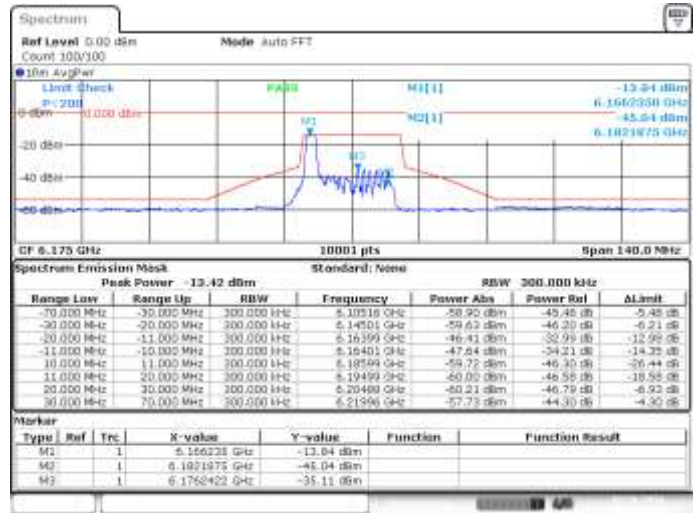 Spectrum
Ref Level 0.00 dBm Mode Auto FFT
Count 100/100
1Rm AvgPwr
Limit Check PASS M1[1] -13.84 dBm
6.1662350 GHz
0 dBm 0.000 dBm M2[1] -45.04 dBm
6.1821875 GHz
M1
-20 dBm
-40 dBm
-60 dBm
CF 6.175 GHz 10001 pts Span 140.0 MHz
Spectrum Emission Mask Standard: None
Peak Power -13.42 dBm RBW 300.000 kHz
Range Low Range Up RBW Frequency Power Abs Power Rel ΔLimit
-70.000 MHz -30.000 MHz 300.000 kHz 6.10516 GHz -58.90 dBm -45.48 dB -5.48 dB
-30.000 MHz -20.000 MHz 300.000 kHz 6.14501 GHz -59.63 dBm -46.20 dB -6.21 dB
-20.000 MHz -11.000 MHz 300.000 kHz 6.16399 GHz -46.41 dBm -32.99 dB -12.98 dB
-11.000 MHz -10.000 MHz 300.000 kHz 6.16401 GHz -47.64 dBm -34.21 dB -14.35 dB
10.000 MHz 11.000 MHz 300.000 kHz 6.18599 GHz -59.72 dBm -46.30 dB -26.44 dB
11.000 MHz 20.000 MHz 300.000 kHz 6.19499 GHz -60.00 dBm -46.58 dB -18.58 dB
20.000 MHz 30.000 MHz 300.000 kHz 6.20488 GHz -60.21 dBm -46.79 dB -6.93 dB
30.000 MHz 70.000 MHz 300.000 kHz 6.21996 GHz -57.73 dBm -44.30 dB -4.30 dB
Marker
Type Ref Trc X-value Y-value Function Function Result
M1 1 6.166235 GHz -13.84 dBm
M2 1 6.1821875 GHz -45.04 dBm
M3 1 6.1762422 GHz -35.11 dBm